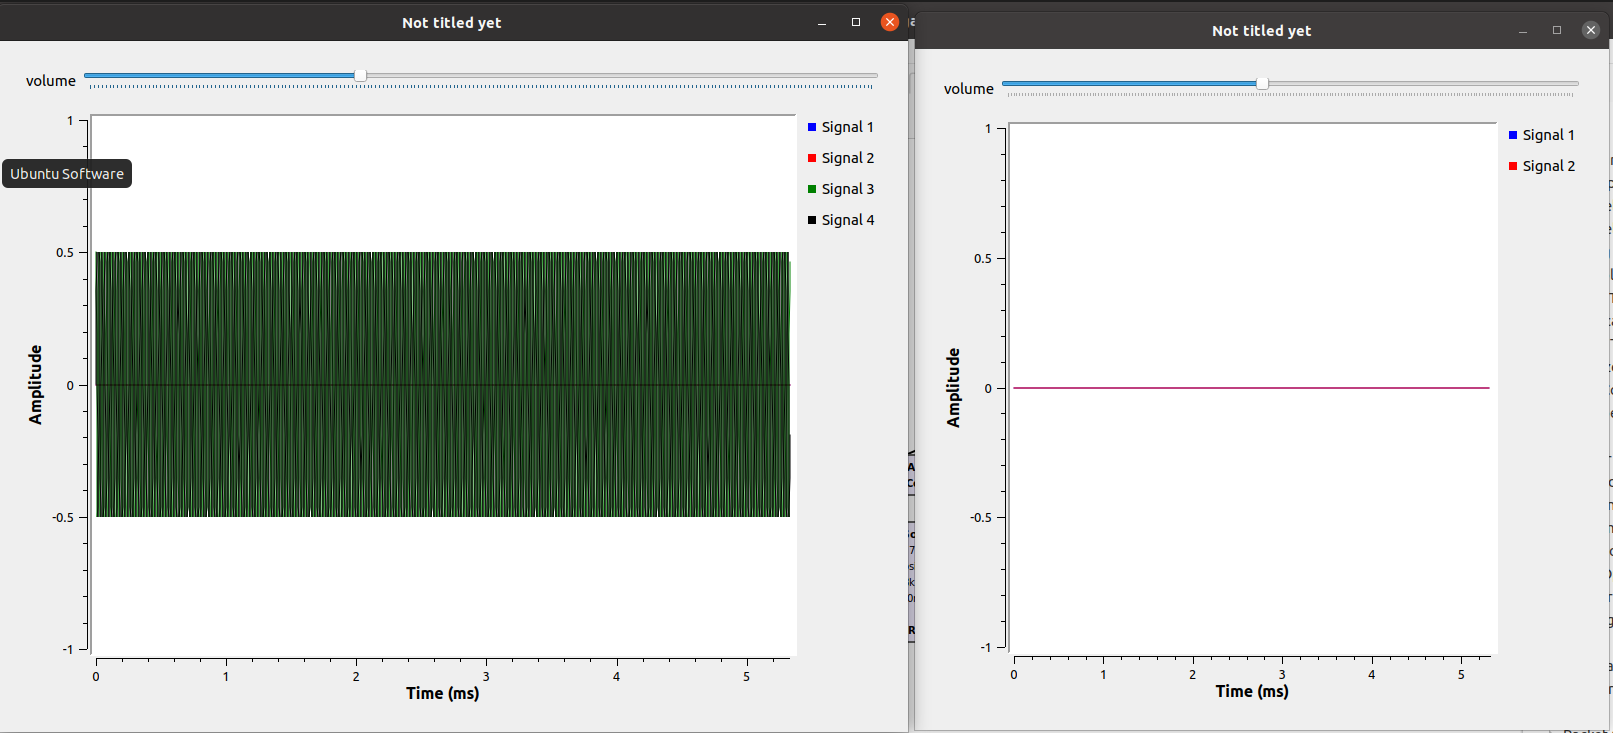 Not titled yet
volume
Signal 1
Signal 2
Signal 3
Signal 4
Ubuntu Software
1
0.5
0
-0.5
-1
Amplitude
0 1 2 3 4 5
Time (ms)
Not titled yet
volume
Signal 1
Signal 2
1
0.5
0
-0.5
-1
Amplitude
0 1 2 3 4 5
Time (ms)